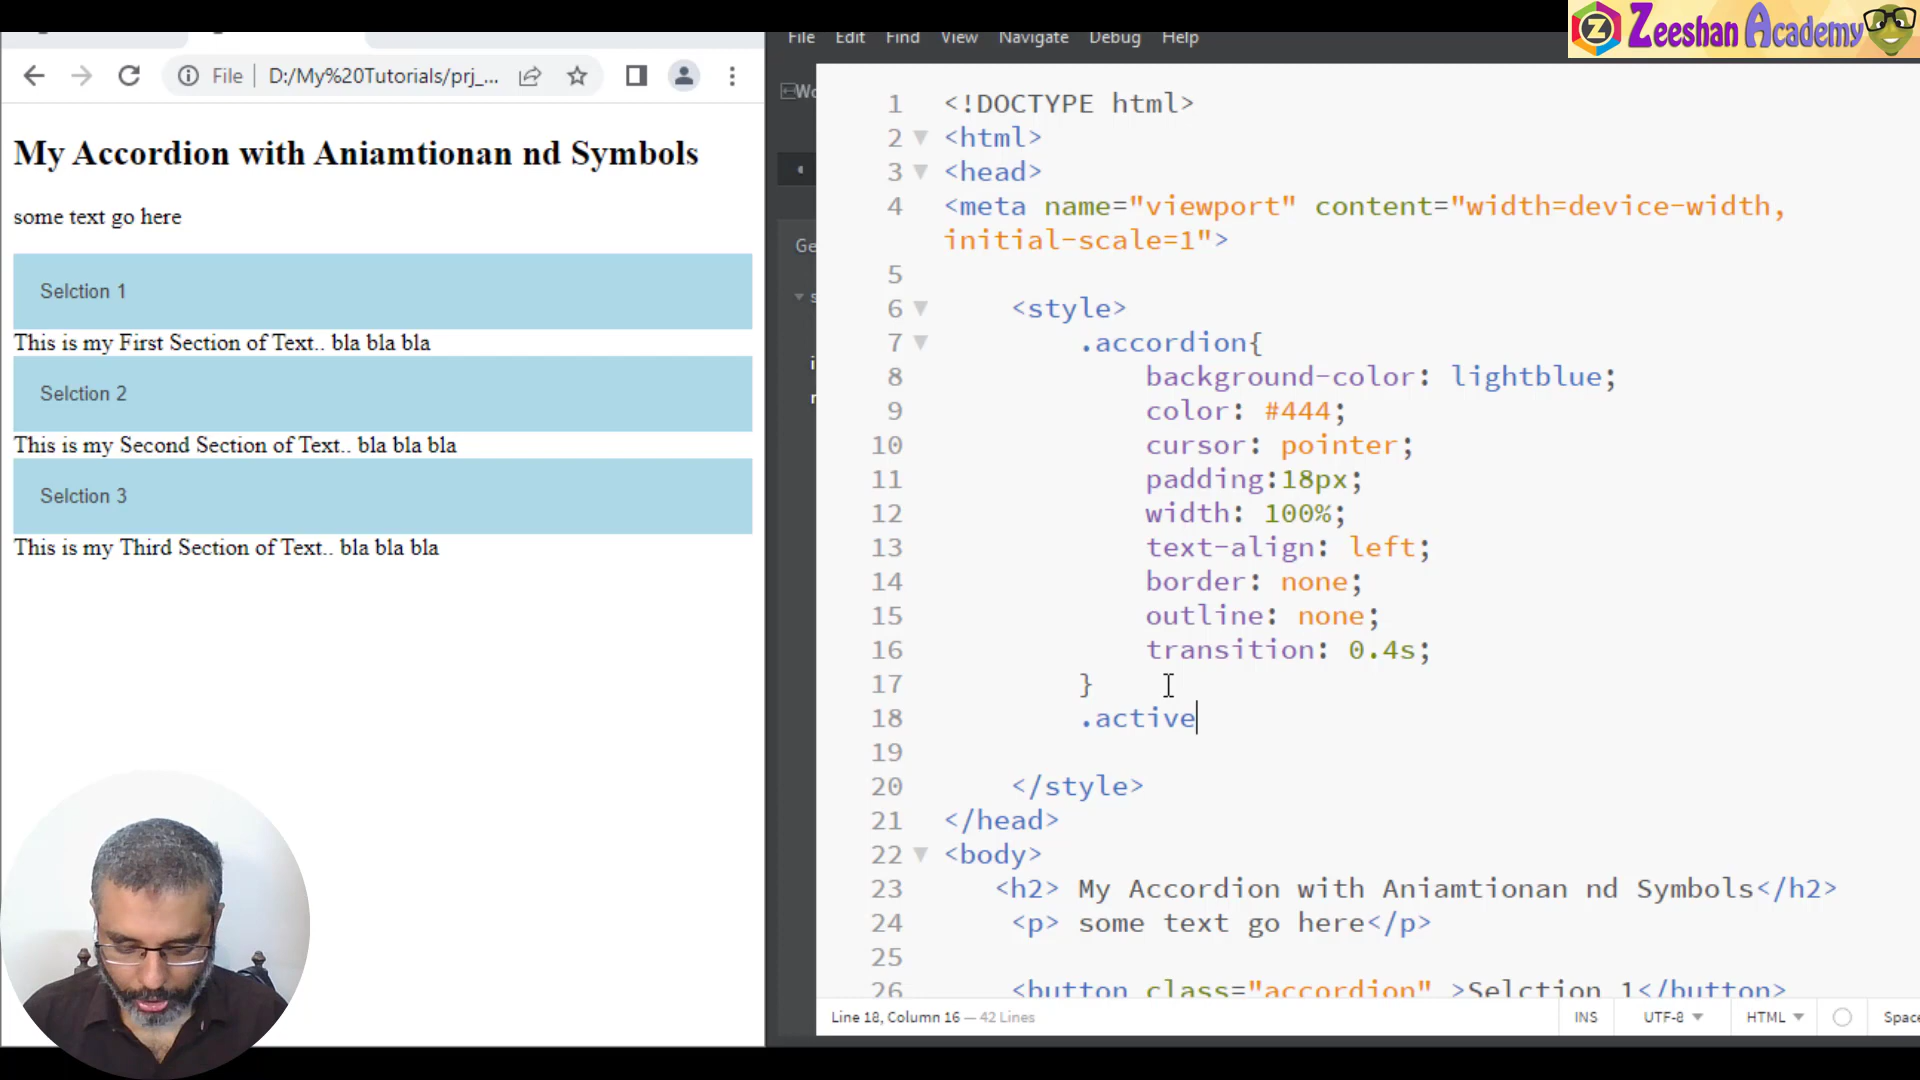 Zeeshan Academy
File Edit Find View Navigate Debug Help
File D:/My%20Tutorials/prj_...
My Accordion with Aniamtionan nd Symbols
some text go here
Selction 1
This is my First Section of Text.. bla bla bla
Selction 2
This is my Second Section of Text.. bla bla bla
Selction 3
This is my Third Section of Text.. bla bla bla
Wo
Ge
1 <!DOCTYPE html>
2 <html>
3 <head>
4 <meta name="viewport" content="width=device-width,
initial-scale=1">
5
6 <style>
7 .accordion{
8 background-color: lightblue;
9 color: #444;
10 cursor: pointer;
11 padding:18px;
12 width: 100%;
13 text-align: left;
14 border: none;
15 outline: none;
16 transition: 0.4s;
17 }
18 .active
19
20 </style>
21 </head>
22 <body>
23 <h2> My Accordion with Aniamtionan nd Symbols</h2>
24 <p> some text go here</p>
25
26 <button class="accordion" >Selction 1</button>
Line 18, Column 16 — 42 Lines
INS UTF-8 HTML Space